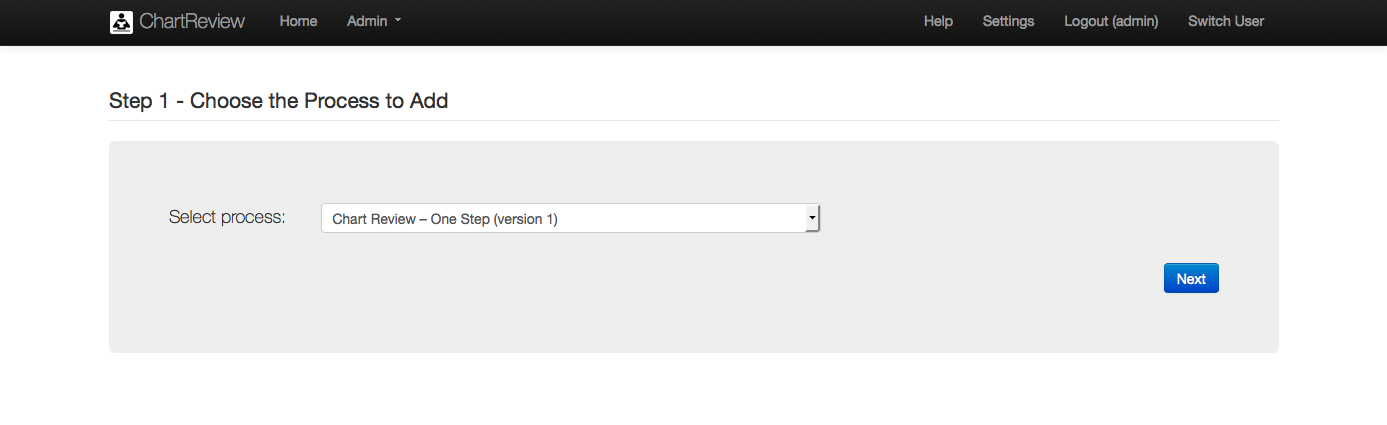 ChartReview Home Admin Help Settings Logout (admin) Switch User
Step 1 - Choose the Process to Add
Select process: Chart Review – One Step (version 1)
Next